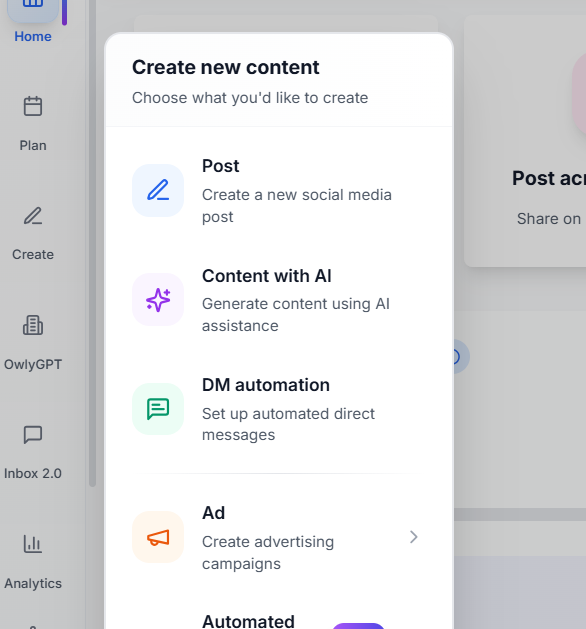 Home
Plan
Create
OwlyGPT
Inbox 2.0
Analytics
Create new content
Choose what you'd like to create
Post
Create a new social media
post
Content with AI
Generate content using AI
assistance
DM automation
Set up automated direct
messages
Ad
Create advertising
campaigns
Automated
Post
Share on